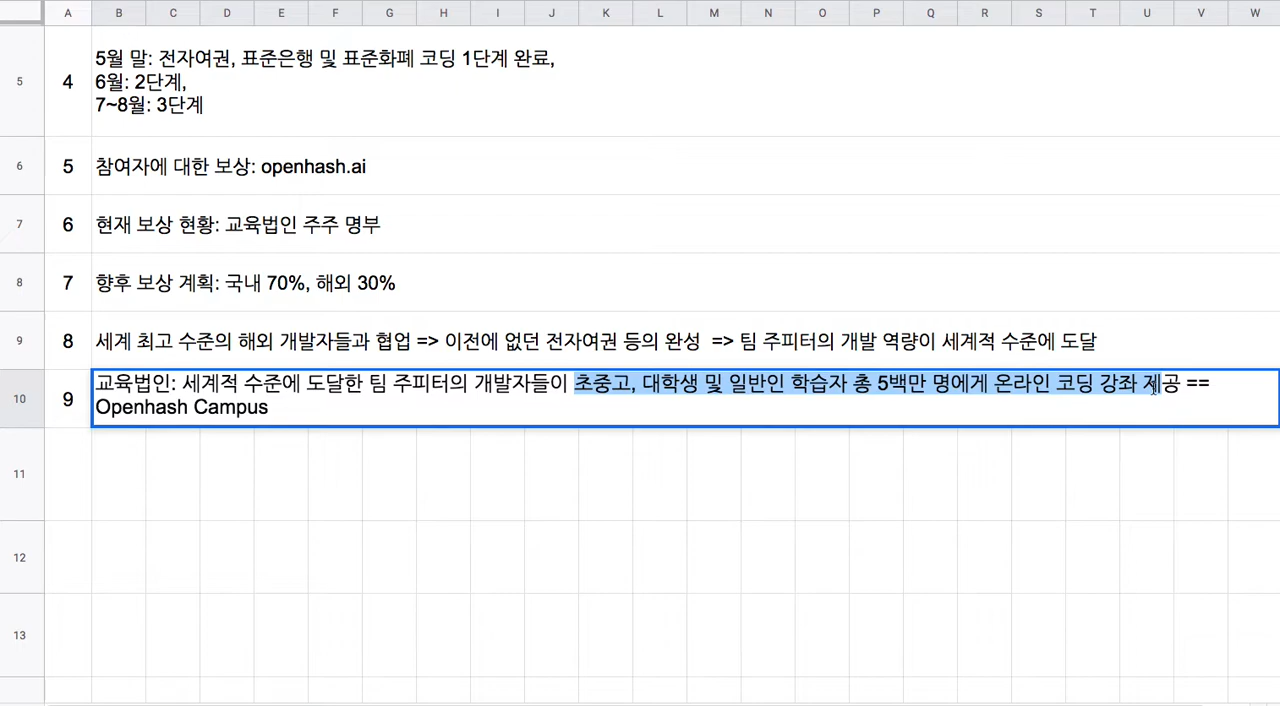 A B C D E F G H I J K L M N O P Q R S T U V W
5 4 5월 말: 전자여권, 표준은행 및 표준화폐 코딩 1단계 완료,
6월: 2단계,
7~8월: 3단계
6 5 참여자에 대한 보상: openhash.ai
7 6 현재 보상 현황: 교육법인 주주 명부
8 7 향후 보상 계획: 국내 70%, 해외 30%
9 8 세계 최고 수준의 해외 개발자들과 협업 => 이전에 없던 전자여권 등의 완성 => 팀 주피터의 개발 역량이 세계적 수준에 도달
10 9 교육법인: 세계적 수준에 도달한 팀 주피터의 개발자들이 초중고, 대학생 및 일반인 학습자 총 5백만 명에게 온라인 코딩 강좌 제공 ==
Openhash Campus
11
12
13